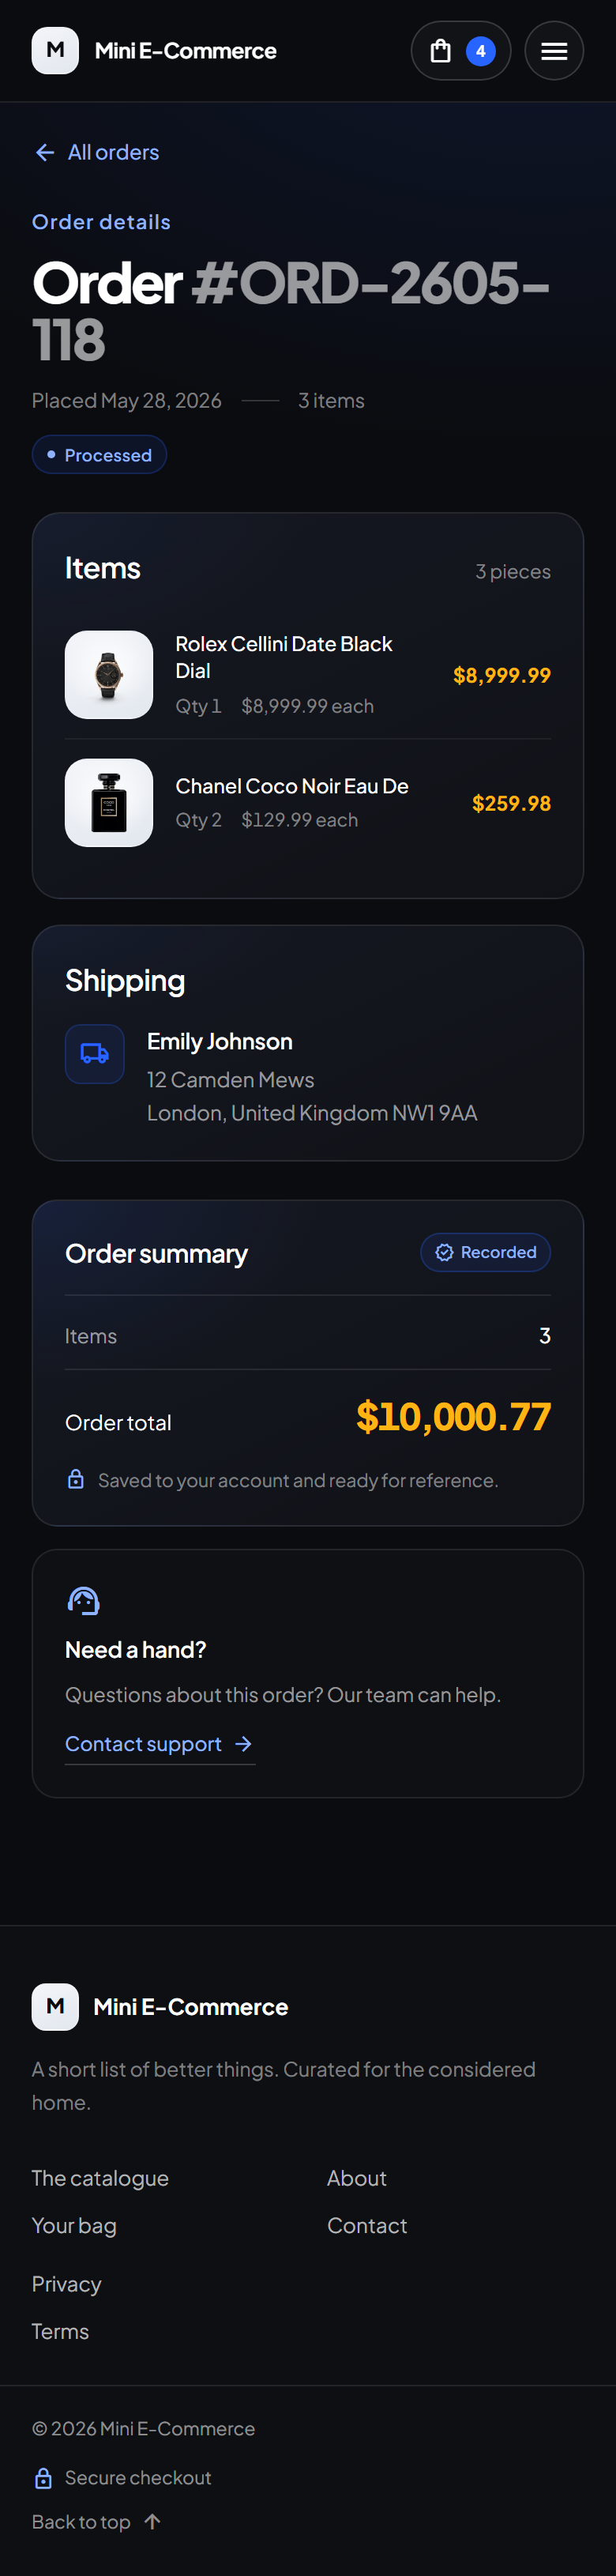 M Mini E-Commerce 4
All orders
Order details
Order #ORD-2605-
118
Placed May 28, 2026 3 items
Processed
Items 3 pieces
Rolex Cellini Date Black
Dial
$8,999.99
Qty 1 $8,999.99 each
Chanel Coco Noir Eau De
$259.98
Qty 2 $129.99 each
Shipping
Emily Johnson
12 Camden Mews
London, United Kingdom NW1 9AA
Order summary Recorded
Items 3
Order total $10,000.77
Saved to your account and ready for reference.
Need a hand?
Questions about this order? Our team can help.
Contact support
M Mini E-Commerce
A short list of better things. Curated for the considered
home.
The catalogue About
Your bag Contact
Privacy
Terms
© 2026 Mini E-Commerce
Secure checkout
Back to top